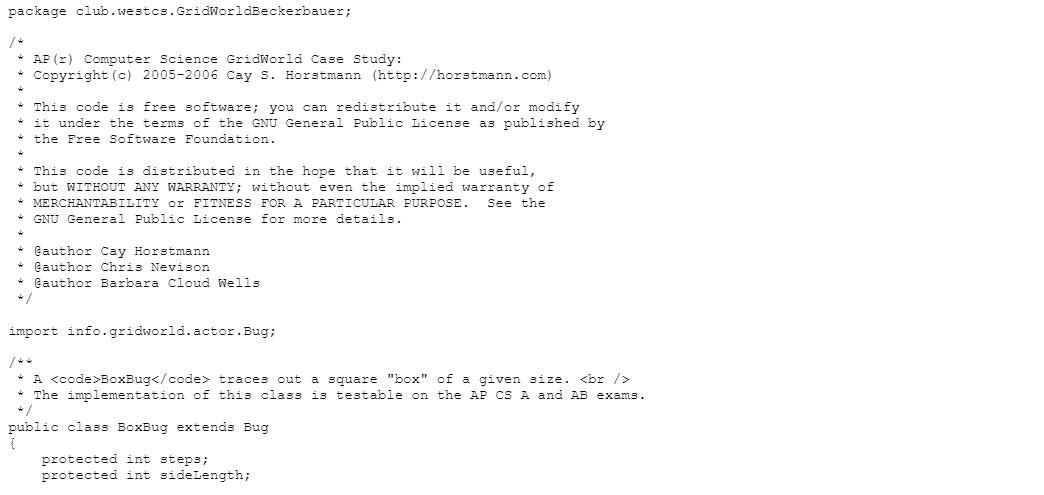 package club.westcs.GridWorldBeckerbauer;

/*
 * AP(r) Computer Science GridWorld Case Study:
 * Copyright(c) 2005-2006 Cay S. Horstmann (http://horstmann.com)
 *
 * This code is free software; you can redistribute it and/or modify
 * it under the terms of the GNU General Public License as published by
 * the Free Software Foundation.
 *
 * This code is distributed in the hope that it will be useful,
 * but WITHOUT ANY WARRANTY; without even the implied warranty of
 * MERCHANTABILITY or FITNESS FOR A PARTICULAR PURPOSE.  See the
 * GNU General Public License for more details.
 *
 * @author Cay Horstmann
 * @author Chris Nevison
 * @author Barbara Cloud Wells
 */

import info.gridworld.actor.Bug;

/**
 * A <code>BoxBug</code> traces out a square "box" of a given size. <br />
 * The implementation of this class is testable on the AP CS A and AB exams.
 */
public class BoxBug extends Bug
{
    protected int steps;
    protected int sideLength;